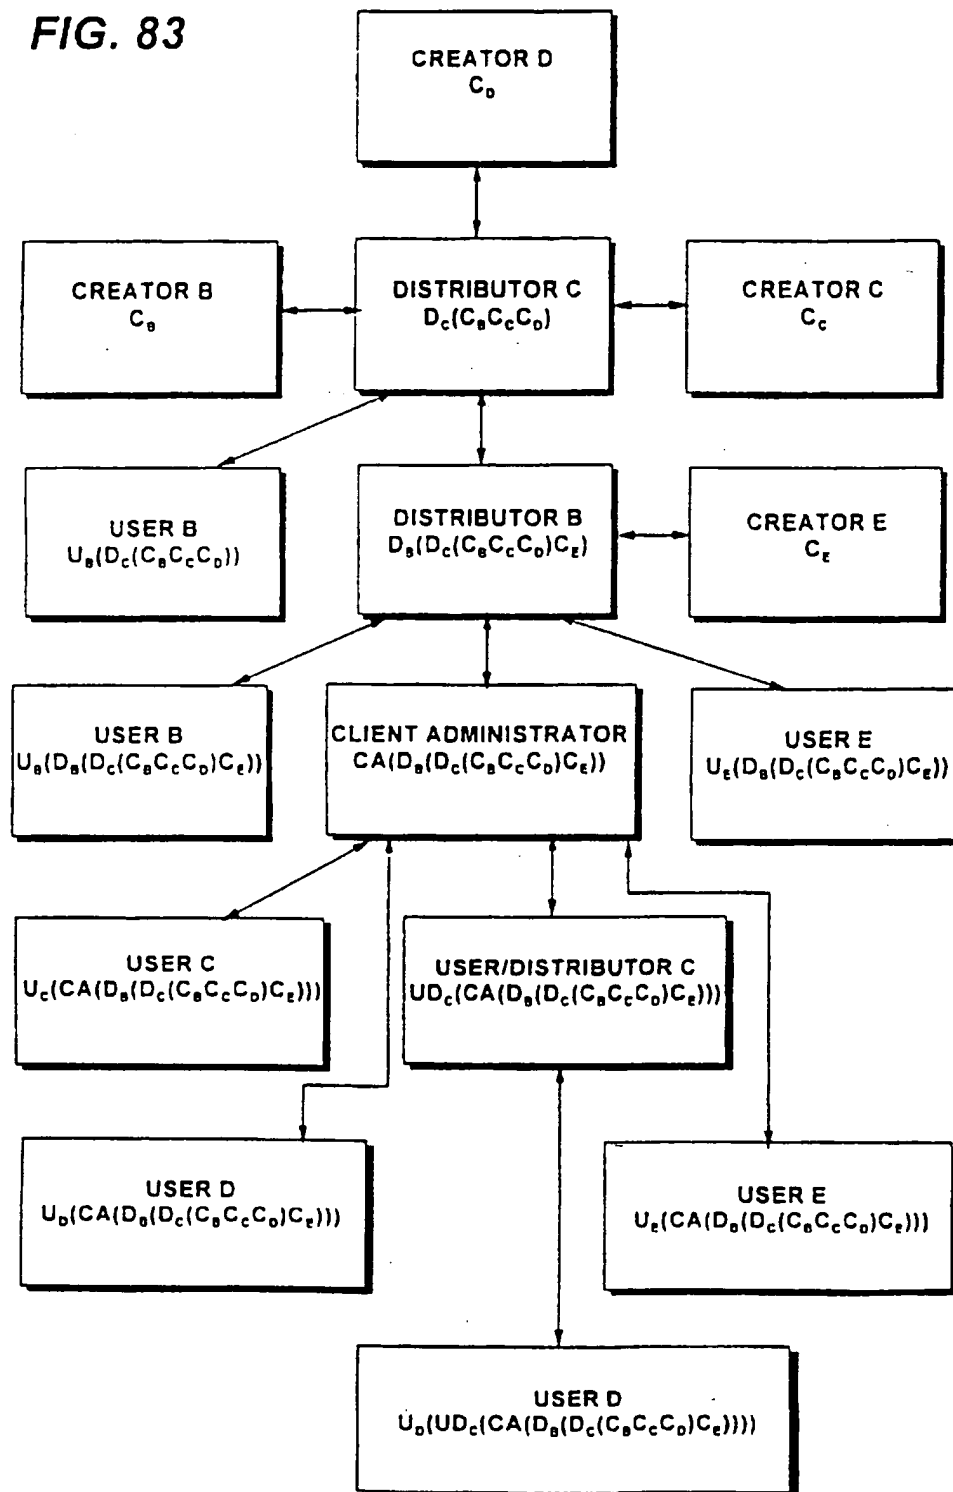 FIG. 83
CREATOR D
C_D
CREATOR B
C_B
DISTRIBUTOR C
D_C(C_BC_CC_D)
CREATOR C
C_C
USER B
U_B(D_C(C_BC_CC_D))
DISTRIBUTOR B
D_B(D_C(C_BC_CC_D)C_E)
CREATOR E
C_E
USER B
U_B(D_B(D_C(C_BC_CC_D)C_E))
CLIENT ADMINISTRATOR
CA(D_B(D_C(C_BC_CC_D)C_E))
USER E
U_E(D_B(D_C(C_BC_CC_D)C_E))
USER C
U_C(CA(D_B(D_C(C_BC_CC_D)C_E)))
USER/DISTRIBUTOR C
UD_C(CA(D_B(D_C(C_BC_CC_D)C_E)))
USER D
U_D(CA(D_B(D_C(C_BC_CC_D)C_E)))
USER E
U_E(CA(D_B(D_C(C_BC_CC_D)C_E)))
USER D
U_D(UD_C(CA(D_B(D_C(C_BC_CC_D)C_E))))